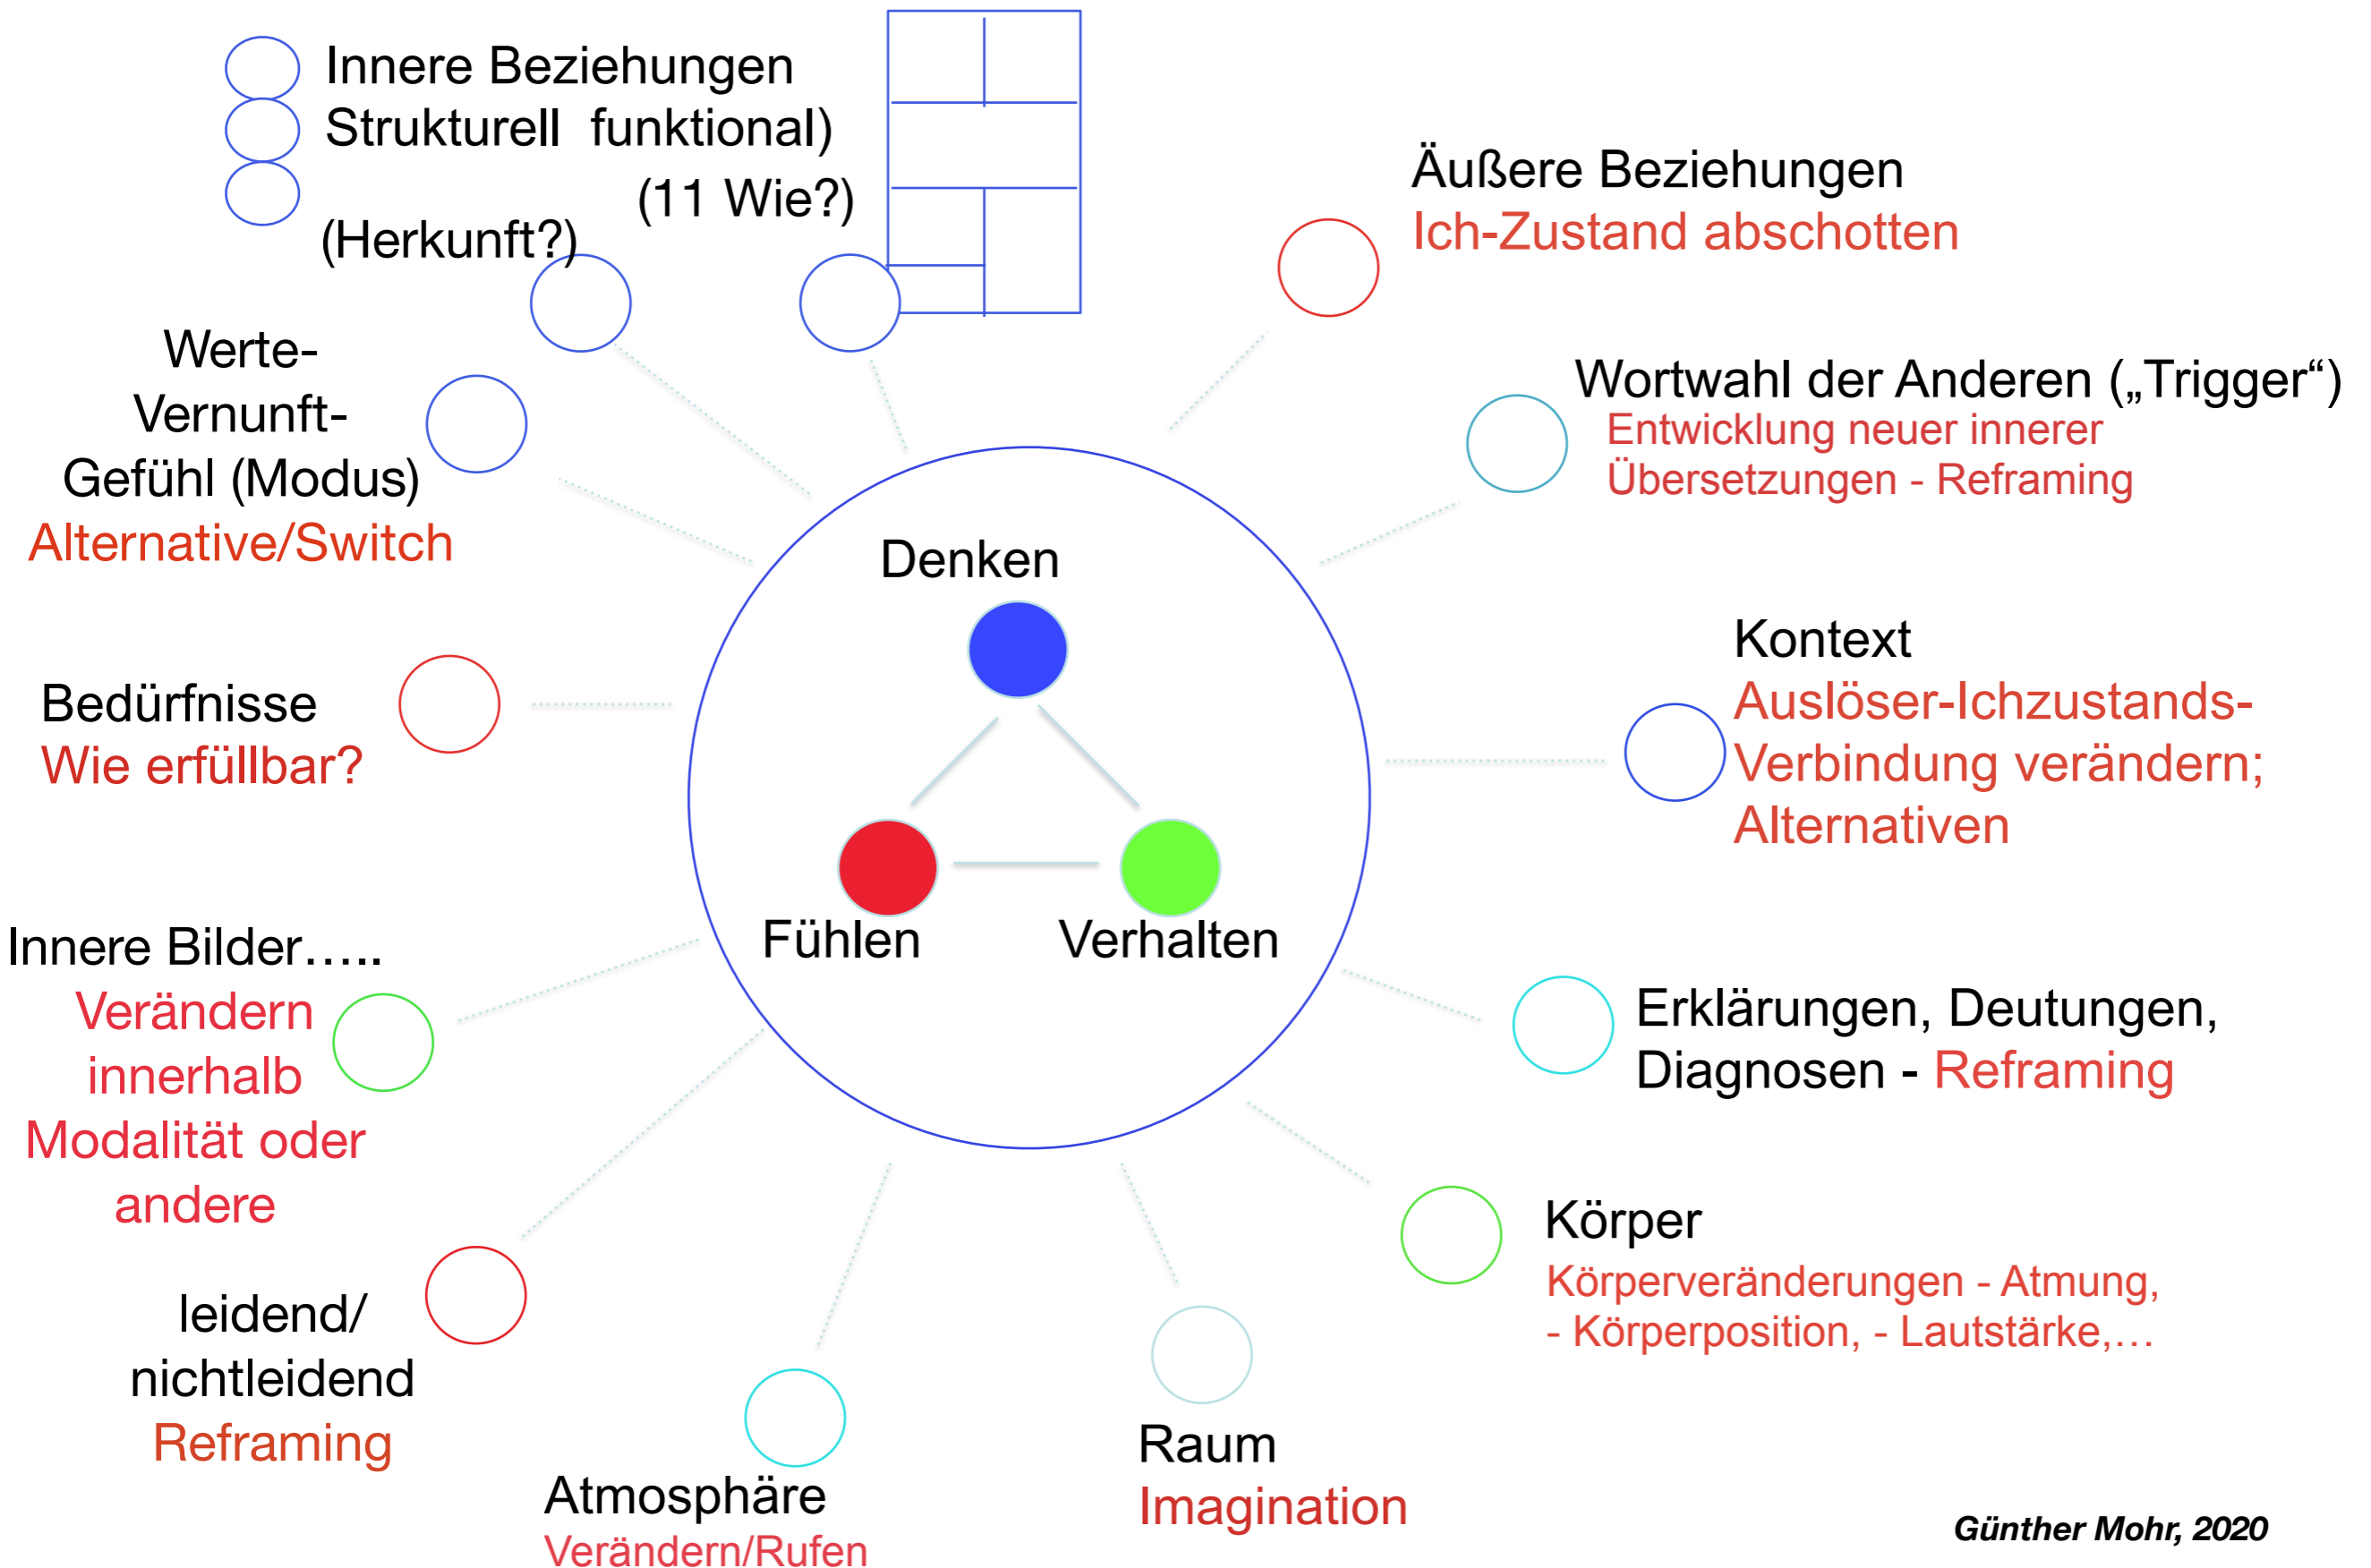 Innere Beziehungen
Strukturell funktional)
(11 Wie?)
(Herkunft?)
Äußere Beziehungen
Ich-Zustand abschotten
Werte-
Vernunft-
Gefühl (Modus)
Alternative/Switch
Wortwahl der Anderen („Trigger“)
Entwicklung neuer innerer
Übersetzungen - Reframing
Denken
Fühlen
Verhalten
Bedürfnisse
Wie erfüllbar?
Kontext
Auslöser-Ichzustands-
Verbindung verändern;
Alternativen
Innere Bilder…..
Verändern
innerhalb
Modalität oder
andere
Erklärungen, Deutungen,
Diagnosen - Reframing
Körper
Körperveränderungen - Atmung,
- Körperposition, - Lautstärke,…
leidend/
nichtleidend
Reframing
Atmosphäre
Verändern/Rufen
Raum
Imagination
Günther Mohr, 2020